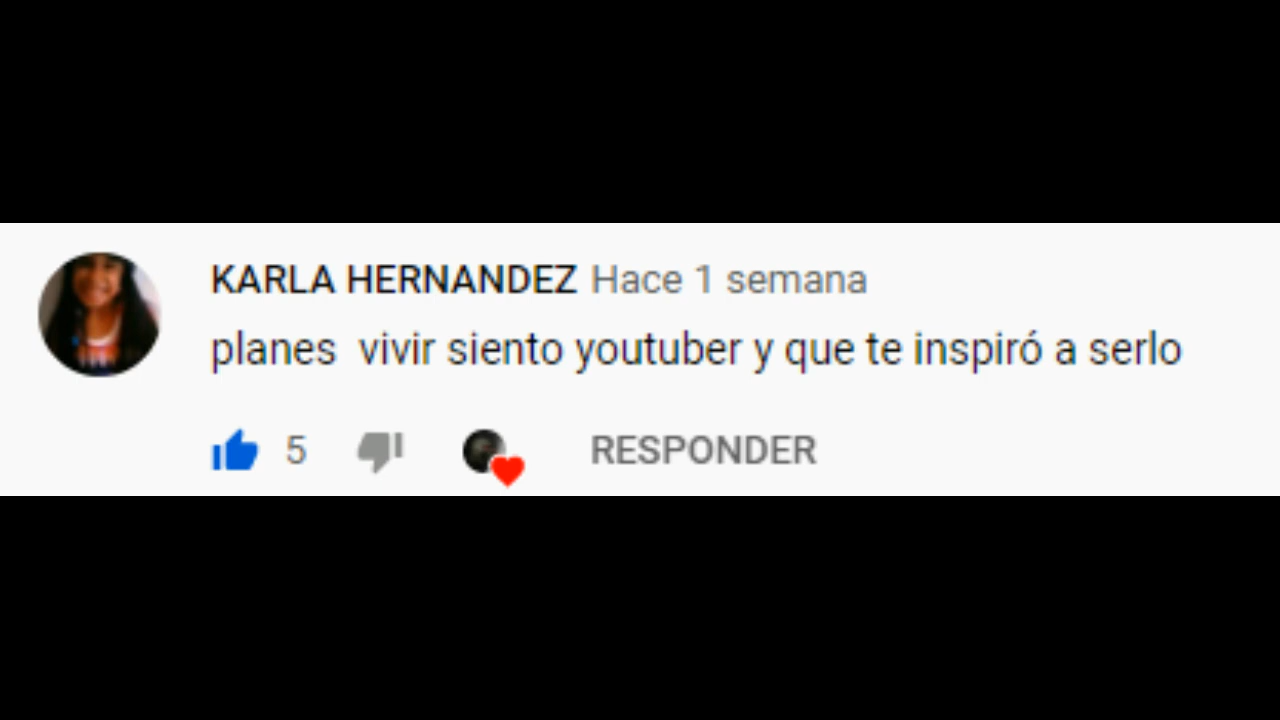 KARLA HERNANDEZ Hace 1 semana
planes  vivir siento youtuber y que te inspiró a serlo
5 RESPONDER